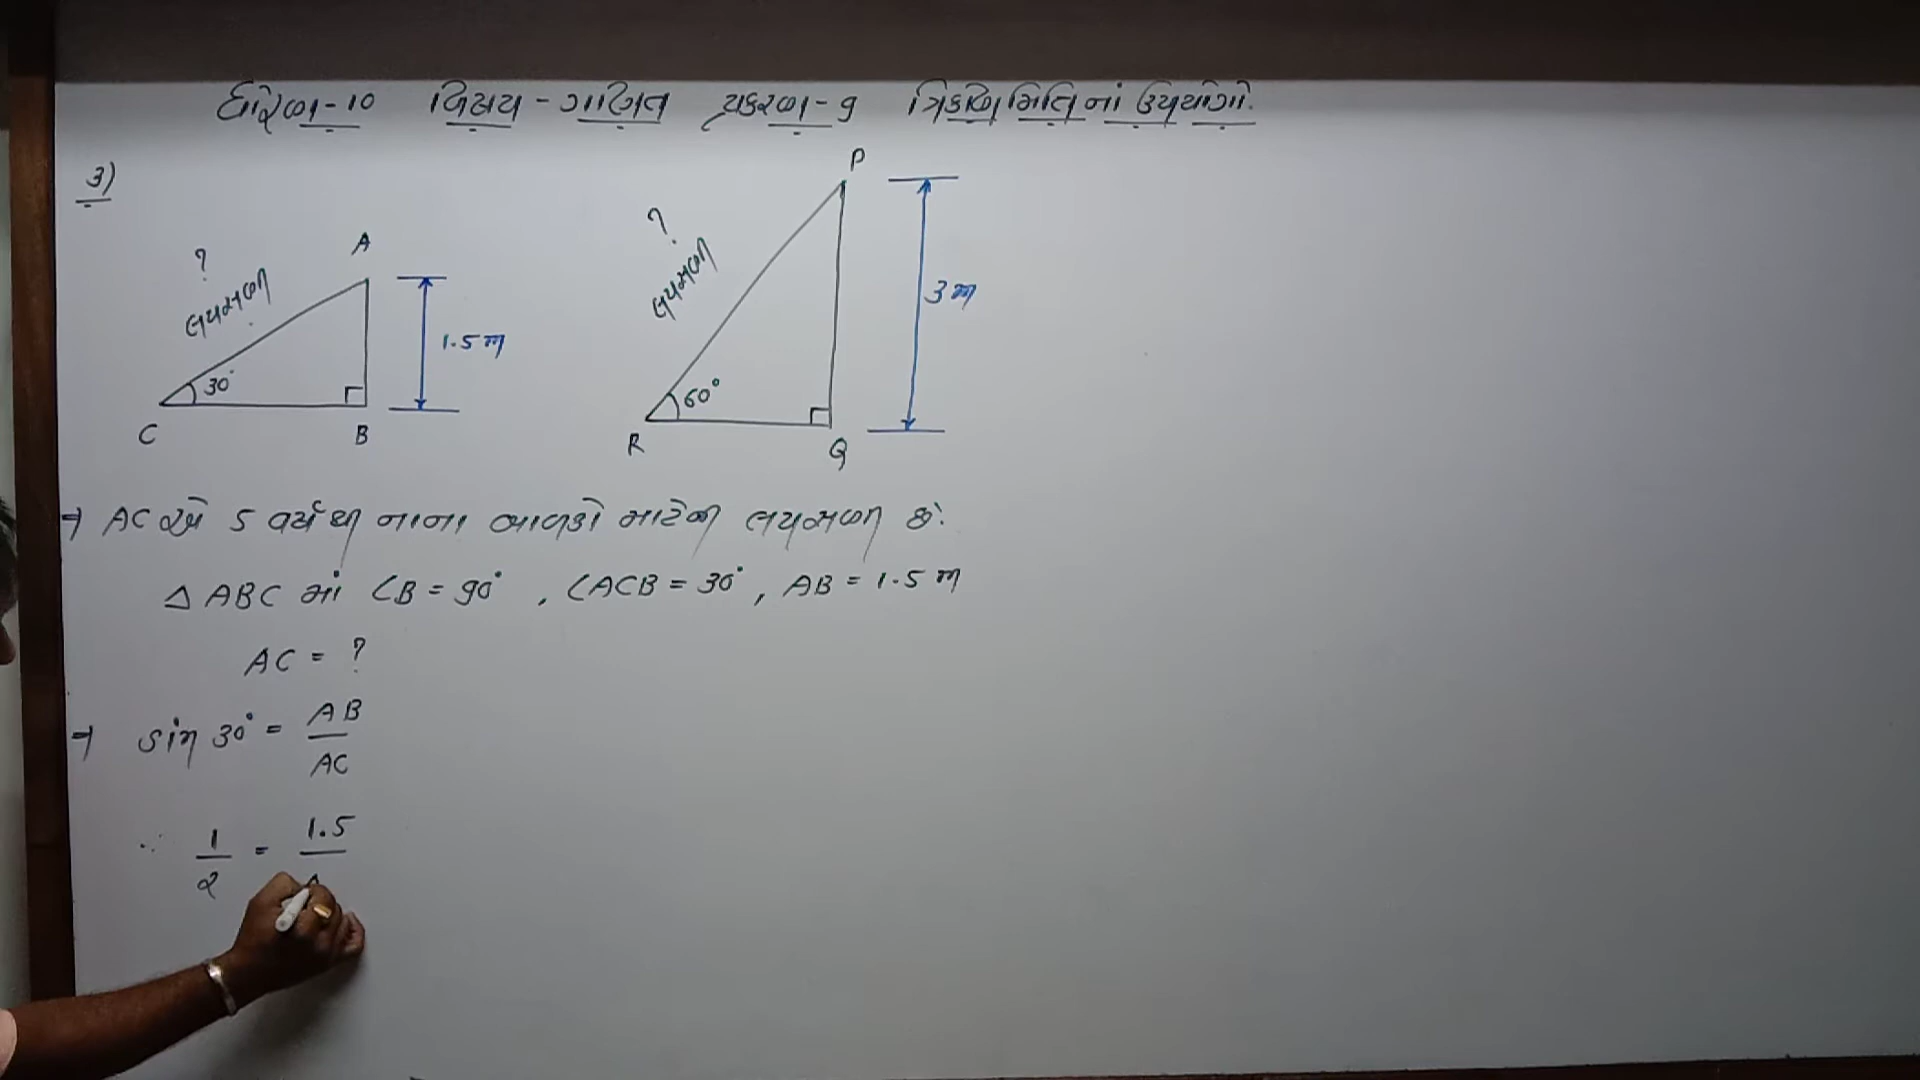 ધોરણ-10 વિષય-ગણિત પ્રકરણ-9 ત્રિકોણમિતિનાં ઉપયોગો.
3)
?
લપસણી
A
30°
C
B
1.5 મી
?
લપસણી
P
60°
R
Q
3 મી
⇒ AC એ 5 વર્ષથી નાના બાળકો માટેની લપસણી છે.
△ ABC માં ∠B = 90°, ∠ACB = 30°, AB = 1.5 મી
AC = ?
⇒ sin 30° = AB/AC
∴ 1/2 = 1.5/